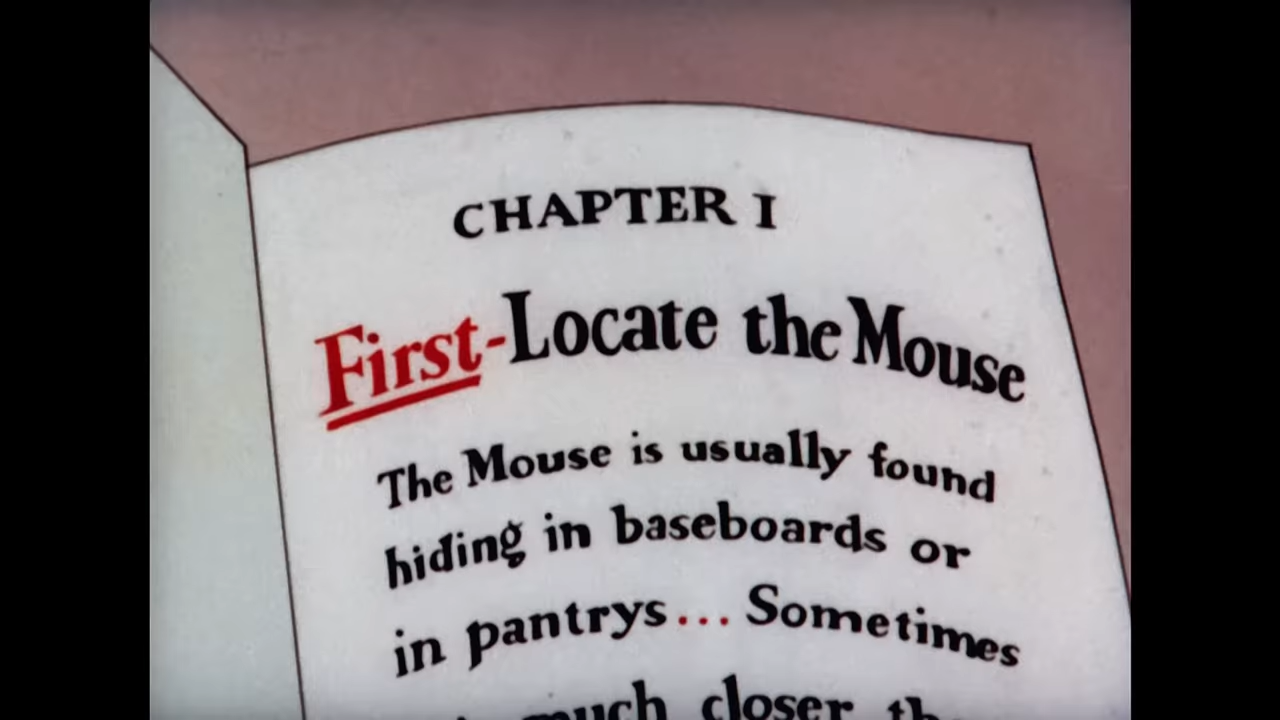 CHAPTER I
First-Locate the Mouse
The Mouse is usually found
hiding in baseboards or
in pantrys... Sometimes
much closer